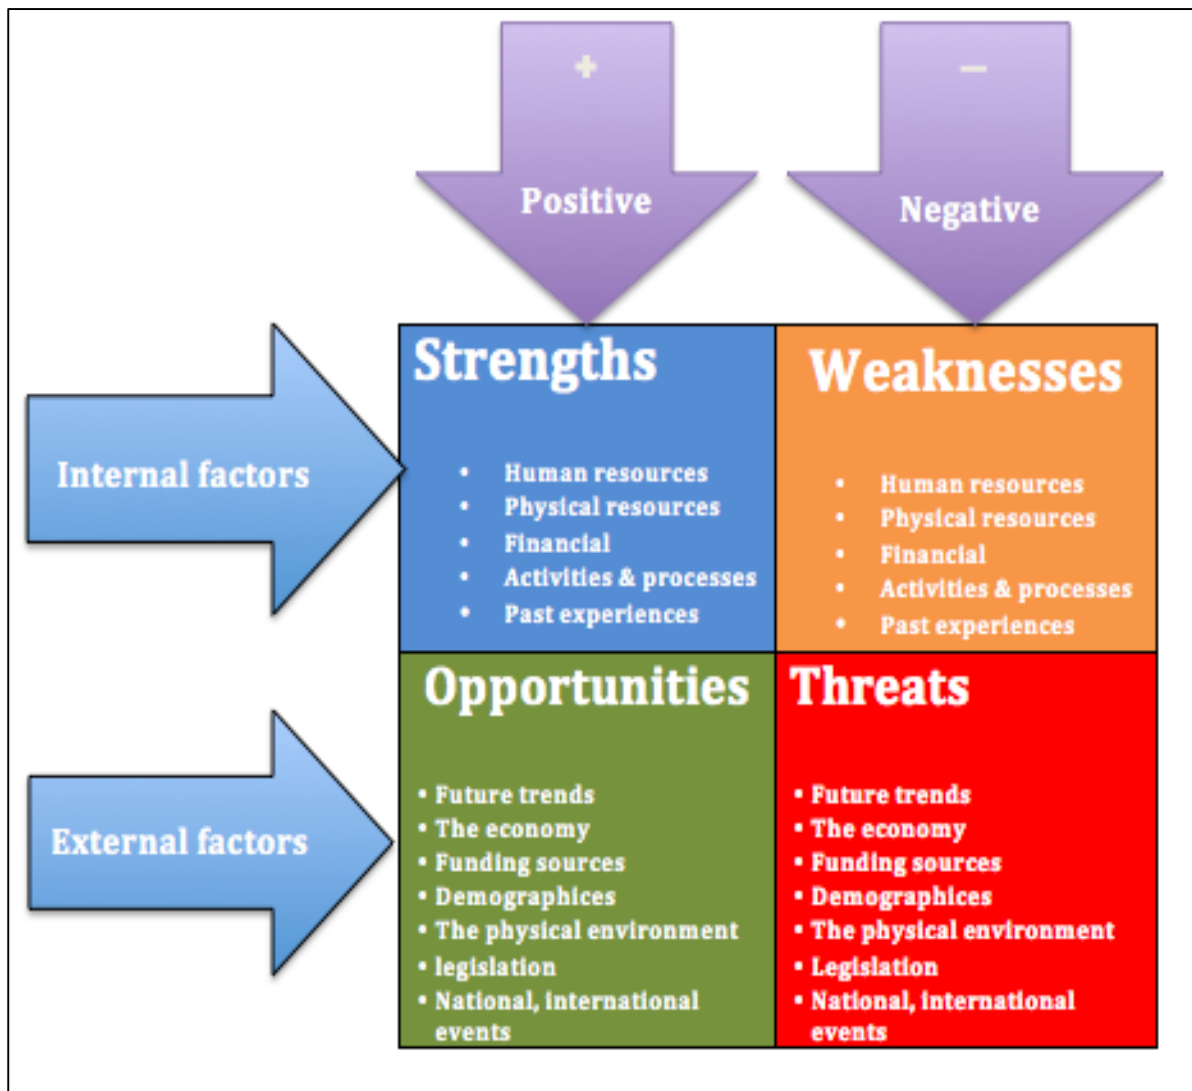 +
−
Positive
Negative
Internal factors
Strengths
• Human resources
• Physical resources
• Financial
• Activities & processes
• Past experiences
Weaknesses
• Human resources
• Physical resources
• Financial
• Activities & processes
• Past experiences
External factors
Opportunities
• Future trends
• The economy
• Funding sources
• Demographices
• The physical environment
• legislation
• National, international
events
Threats
• Future trends
• The economy
• Funding sources
• Demographices
• The physical environment
• Legislation
• National, international
events